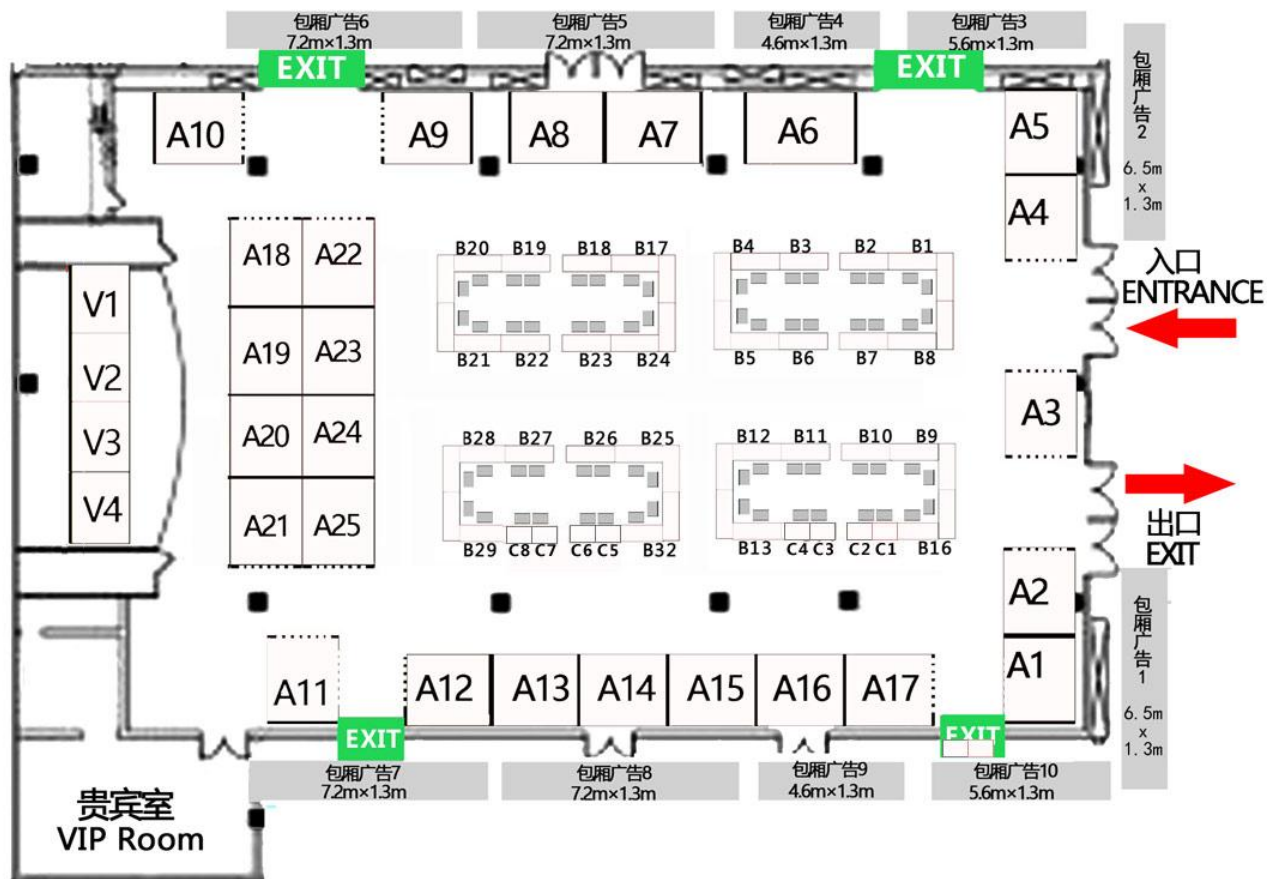 包厢广告6
7.2m×1.3m
包厢广告5
7.2m×1.3m
包厢广告4
4.6m×1.3m
包厢广告3
5.6m×1.3m
EXIT
EXIT
包厢广告2
6.5m
x
1.3m
A10
A9
A8
A7
A6
A5
A4
入口
ENTRANCE
A18
A22
A19
A23
A20
A24
A21
A25
V1
V2
V3
V4
B20 B19 B18 B17
B21 B22 B23 B24
B4 B3 B2 B1
B5 B6 B7 B8
A3
B28 B27 B26 B25
B29 C8 C7 C6 C5 B32
B12 B11 B10 B9
B13 C4 C3 C2 C1 B16
出口
EXIT
A2
A1
包厢广告1
6.5m
x
1.3m
A11
A12
A13
A14
A15
A16
A17
EXIT
EXIT
包厢广告7
7.2m×1.3m
包厢广告8
7.2m×1.3m
包厢广告9
4.6m×1.3m
包厢广告10
5.6m×1.3m
贵宾室
VIP Room